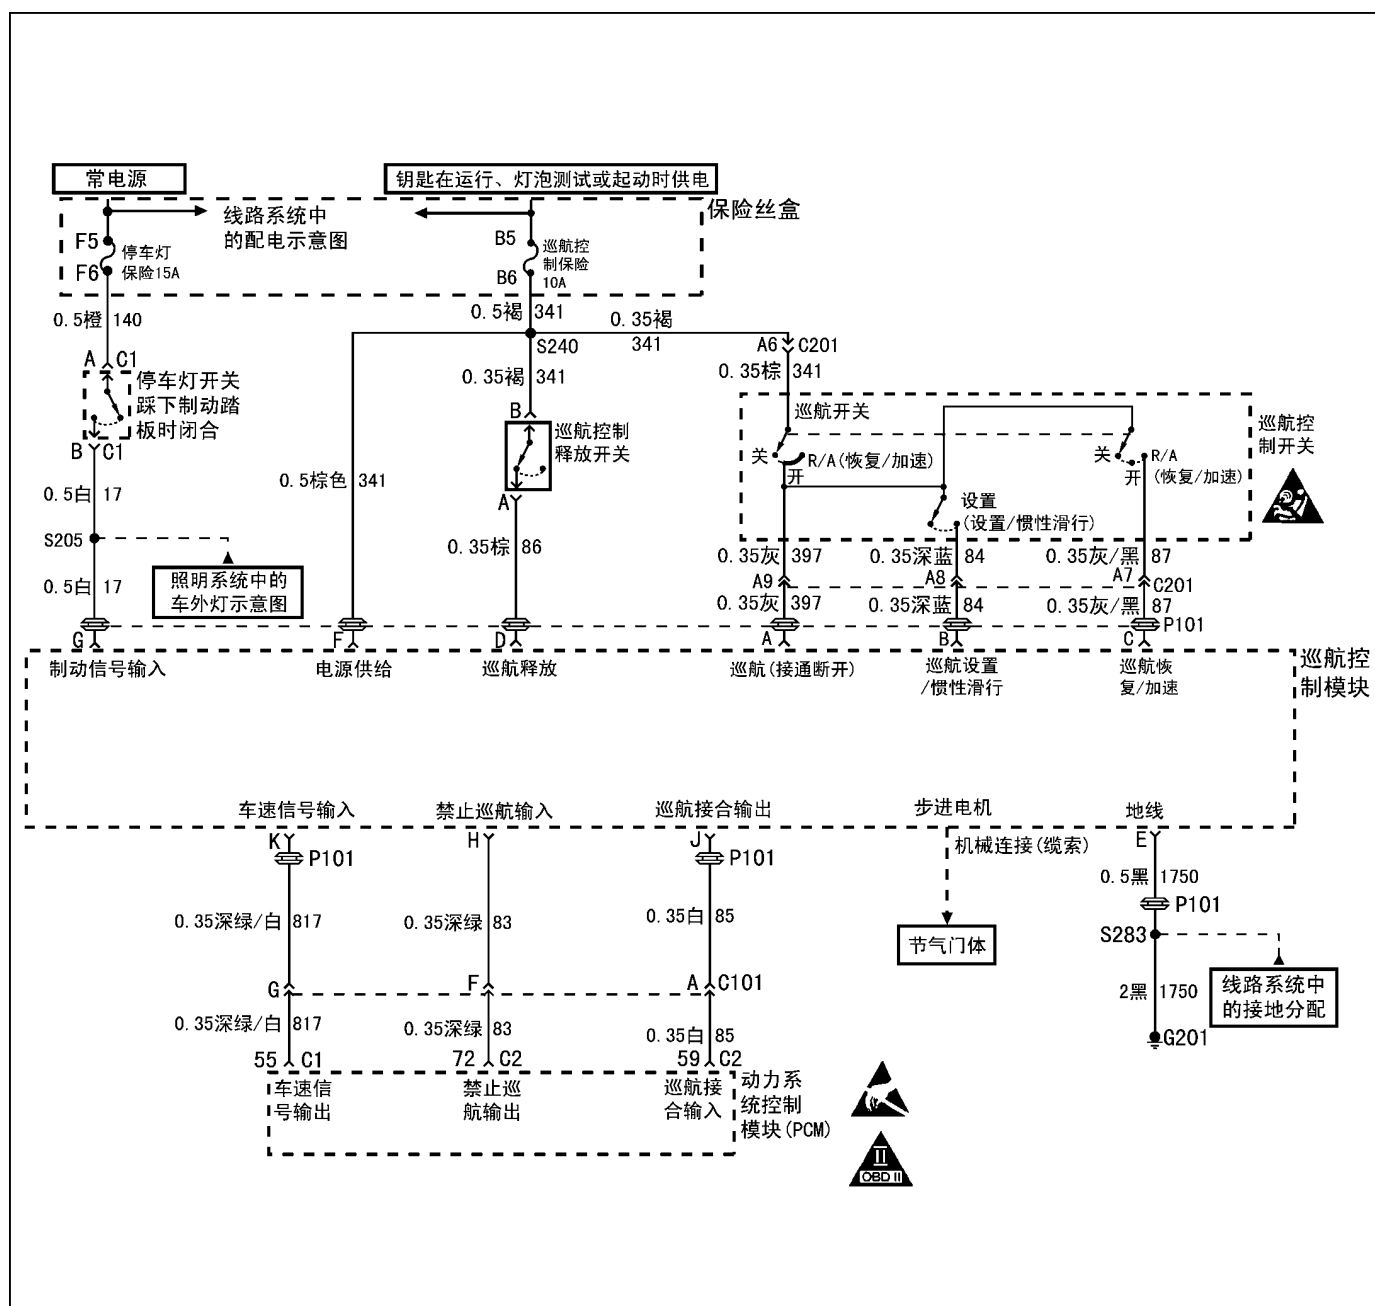 常电源
钥匙在运行、灯泡测试或起动时供电
保险丝盒
线路系统中
的配电示意图
F5
停车灯
F6
保险15A
B5
巡航控
制保险
B6
10A
0.5橙 140
0.5褐 341
0.35褐
341
S240
A6 C201
A C1
0.35褐 341
0.35棕 341
停车灯开关
踩下制动踏
板时闭合
B C1
B
巡航控制
释放开关
A
巡航开关
关
R/A(恢复/加速)
开
设置
(设置/惯性滑行)
关
R/A
开
(恢复/加速)
巡航控
制开关
0.5白 17
0.5棕色 341
S205
0.35棕 86
0.35灰 397
0.35深蓝 84
0.35灰/黑 87
A9
A8
A7
C201
0.5白 17
照明系统中的
车外灯示意图
0.35灰 397
0.35深蓝 84
0.35灰/黑 87
P101
G
F
D
A
B
C
制动信号输入
电源供给
巡航释放
巡航(接通断开)
巡航设置
/惯性滑行
巡航恢
复/加速
巡航控
制模块
车速信号输入
禁止巡航输入
巡航接合输出
步进电机
地线
K
H
J
E
P101
P101
机械连接(缆索)
0.5黑 1750
P101
0.35深绿/白 817
0.35深绿 83
0.35白 85
节气门体
S283
G
F
A C101
线路系统中
的接地分配
2黑 1750
0.35深绿/白 817
0.35深绿 83
0.35白 85
G201
55 C1
72 C2
59 C2
车速信
号输出
禁止巡
航输出
巡航接
合输入
动力系
统控制
模块(PCM)
II
OBD II